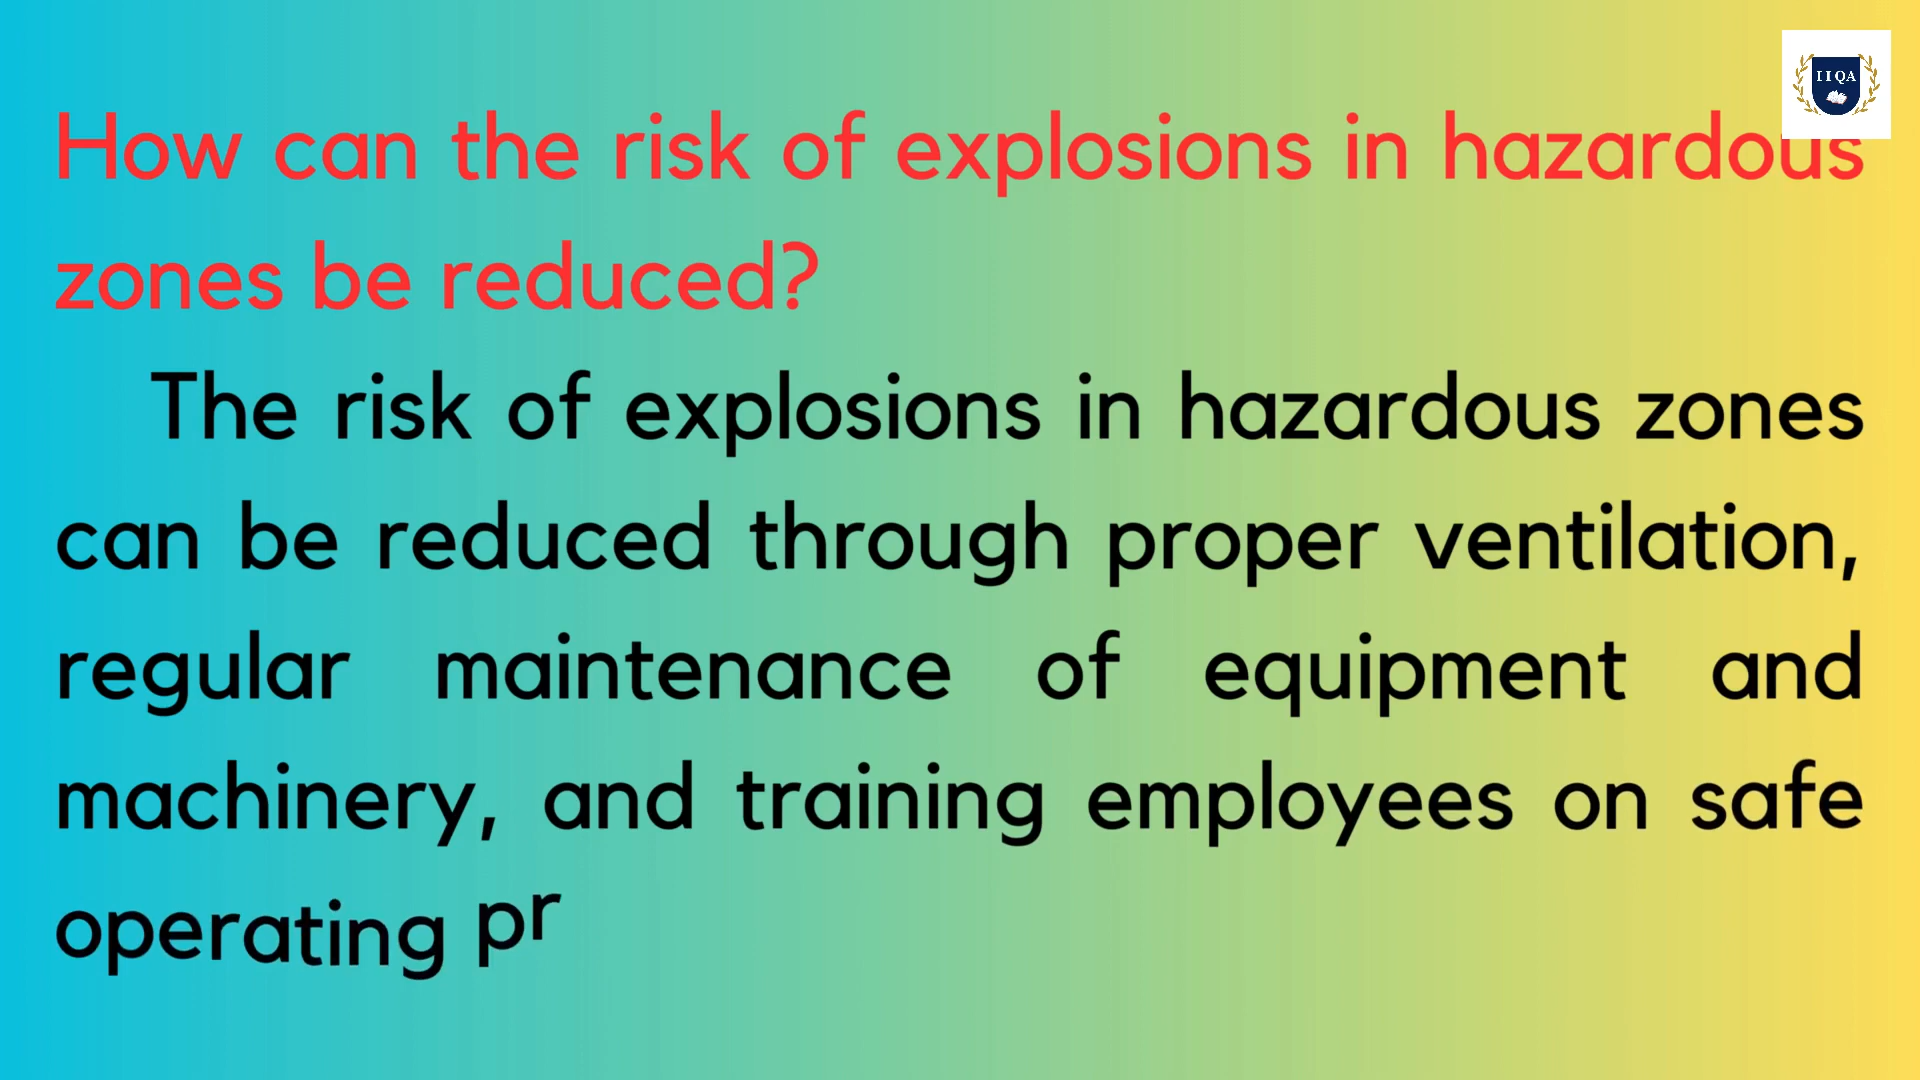 IIQA
How can the risk of explosions in hazardous
zones be reduced?
The risk of explosions in hazardous zones
can be reduced through proper ventilation,
regular maintenance of equipment and
machinery, and training employees on safe
operating pr